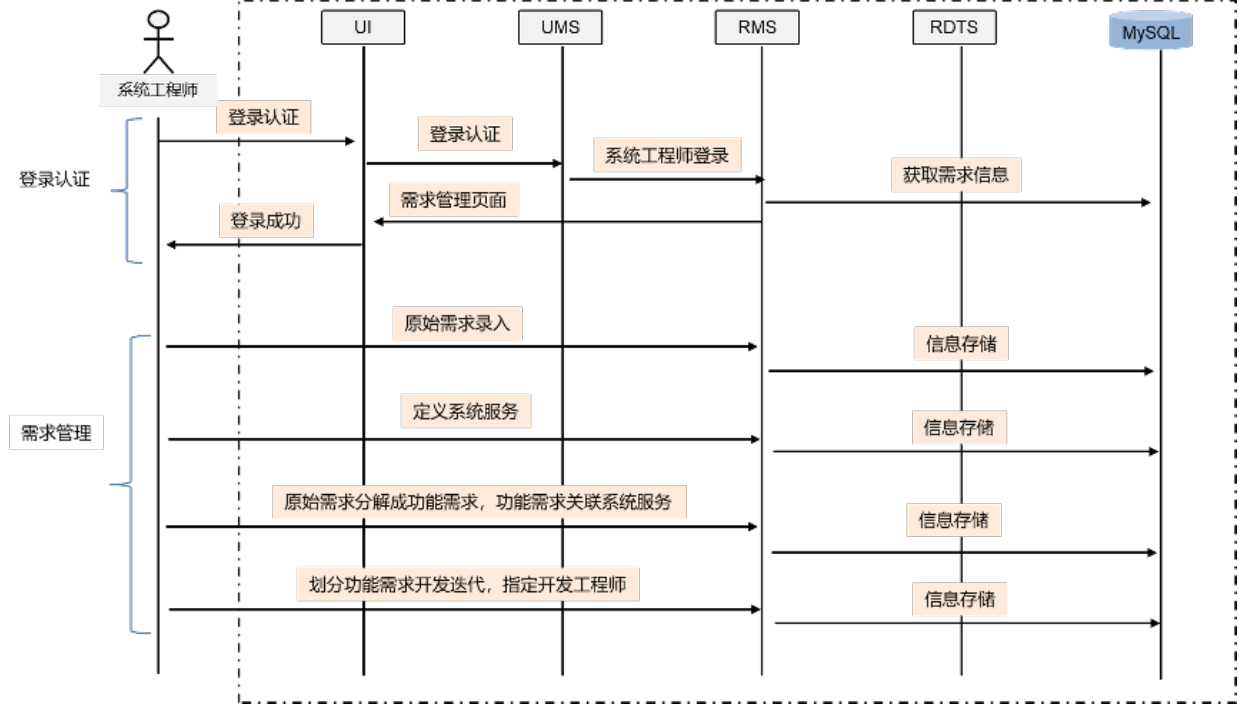 UI
UMS
RMS
RDTS
MySQL
系统工程师
登录认证
登录认证
系统工程师登录
获取需求信息
登录认证
需求管理页面
登录成功
原始需求录入
信息存储
定义系统服务
信息存储
需求管理
原始需求分解成功能需求，功能需求关联系统服务
信息存储
划分功能需求开发迭代，指定开发工程师
信息存储